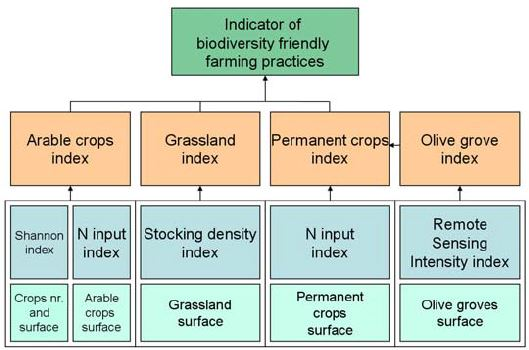 Indicator of
biodiversity friendly
farming practices
Arable crops
index
Grassland
index
Permanent crops
index
Olive grove
index
Shannon
index
N input
index
Stocking density
index
N input
index
Remote
Sensing
Intensity index
Crops nr.
and
surface
Arable
crops
surface
Grassland
surface
Permanent
crops
surface
Olive groves
surface